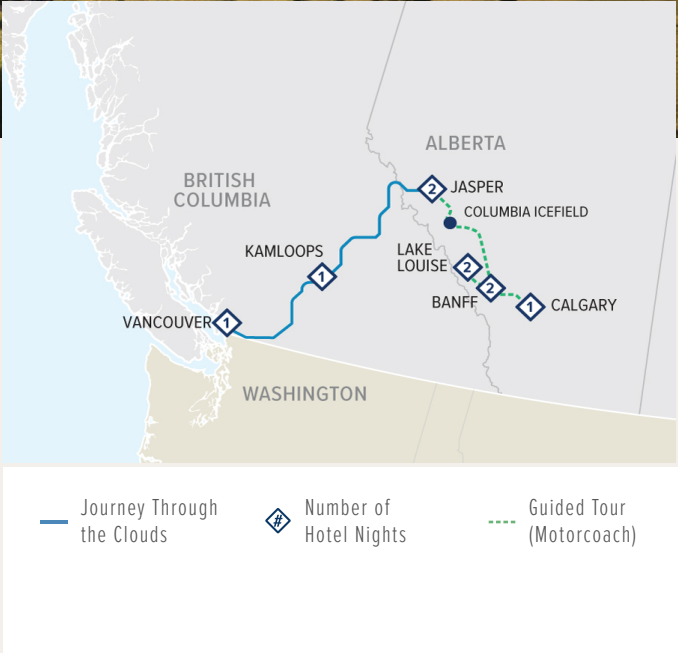 ALBERTA
BRITISH
COLUMBIA
2
JASPER
COLUMBIA ICEFIELD
KAMLOOPS
1
LAKE
LOUISE
2
BANFF
2
1
CALGARY
VANCOUVER
1
WASHINGTON
Journey Through
the Clouds
#
Number of
Hotel Nights
Guided Tour
(Motorcoach)